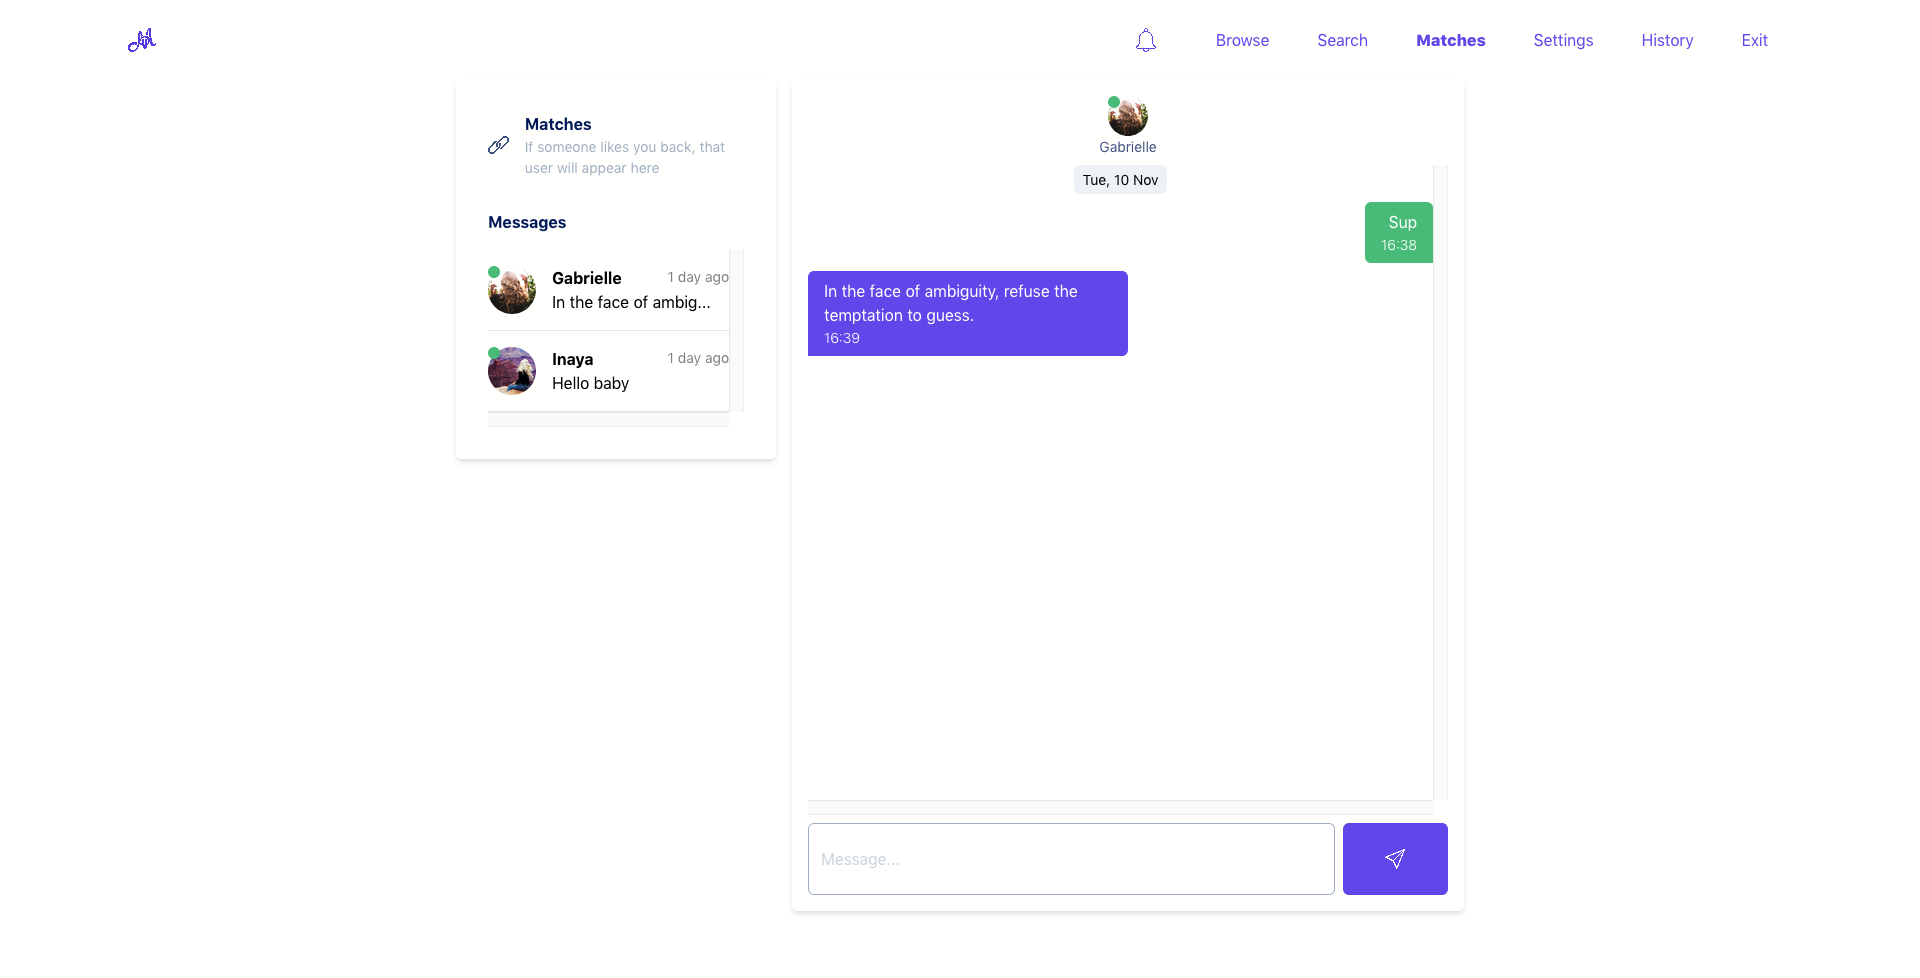 Browse
Search
Matches
Settings
History
Exit
Matches
If someone likes you back, that
user will appear here
Messages
Gabrielle
1 day ago
In the face of ambig...
Inaya
1 day ago
Hello baby
Gabrielle
Tue, 10 Nov
Sup
16:38
In the face of ambiguity, refuse the
temptation to guess.
16:39
Message...